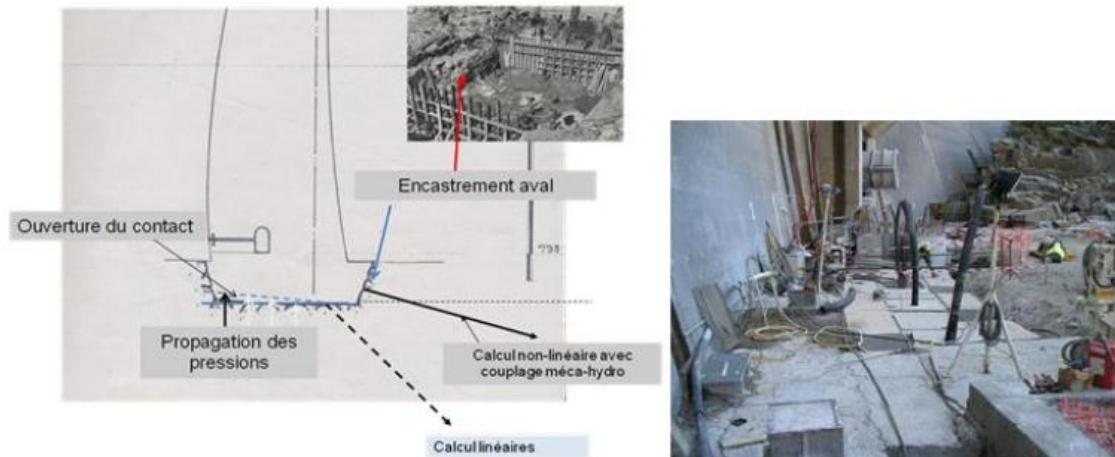 Encastrement aval
Ouverture du contact
Propagation des
pressions
Calcul non-linéaire avec
couplage méca-hydro
Calcul linéaires